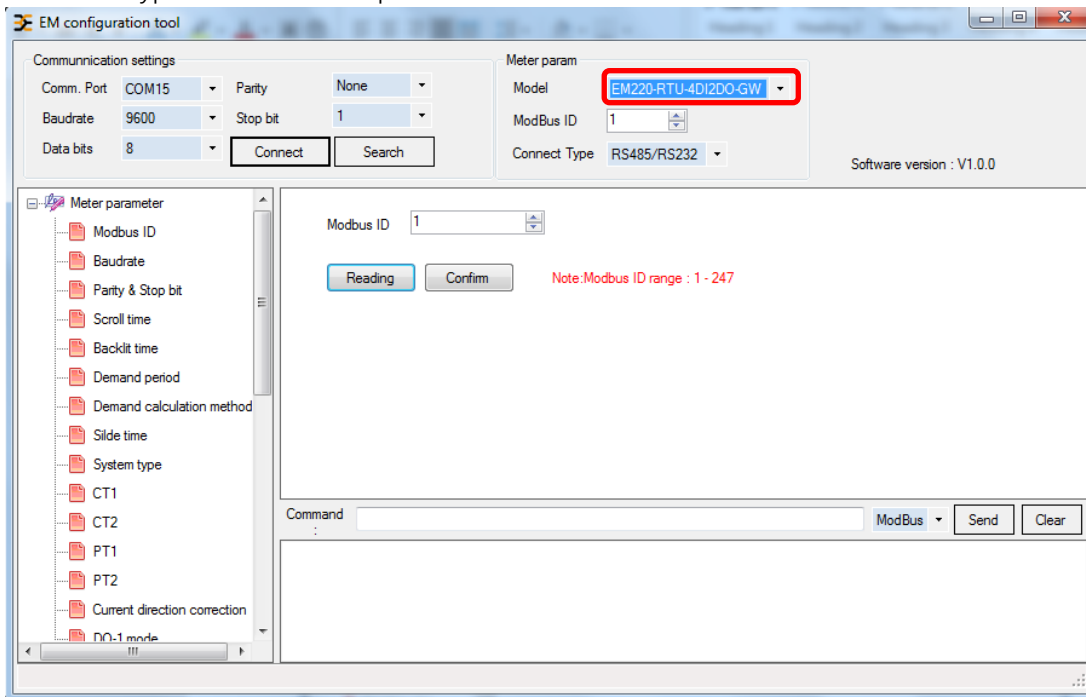 EM configuration tool
Communnication settings
Comm. Port COM15 Parity None
Baudrate 9600 Stop bit 1
Data bits 8 Connect Search
Meter param
Model EM220-RTU-4DI2DO-GW
ModBus ID 1
Connect Type RS485/RS232
Software version : V1.0.0
Meter parameter
Modbus ID
Baudrate
Parity & Stop bit
Scroll time
Backlit time
Demand period
Demand calculation method
Silde time
System type
CT1
CT2
PT1
PT2
Current direction correction
DO-1 mode
Modbus ID 1
Reading Confirm Note:Modbus ID range : 1 - 247
Command : ModBus Send Clear